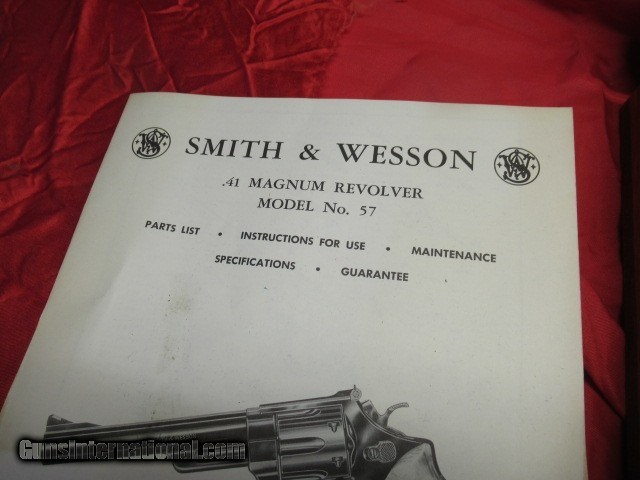 SMITH & WESSON
.41 MAGNUM REVOLVER
MODEL No. 57
PARTS LIST • INSTRUCTIONS FOR USE • MAINTENANCE
SPECIFICATIONS • GUARANTEE
GunsInternational.com